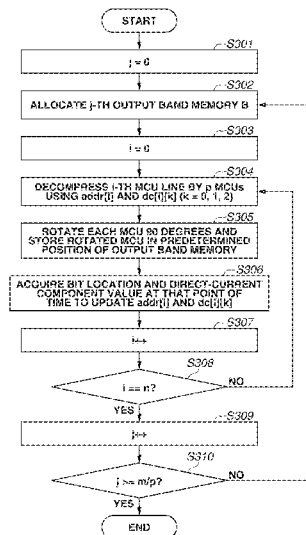 START
S301
j = 0
S302
ALLOCATE j-TH OUTPUT BAND MEMORY B
S303
i = 0
S304
DECOMPRESS i-TH MCU LINE BY p MCUs
USING addr[i] AND dc[i][k] (k = 0, 1, 2)
S305
ROTATE EACH MCU 90 DEGREES AND
STORE ROTATED MCU IN PREDETERMINED
POSITION OF OUTPUT BAND MEMORY
S306
ACQUIRE BIT LOCATION AND DIRECT-CURRENT
COMPONENT VALUE AT THAT POINT OF
TIME TO UPDATE addr[i] AND dc[i][k]
S307
i++
S308
i == n?
NO
YES
S309
j++
S310
j >= m/p?
NO
YES
END